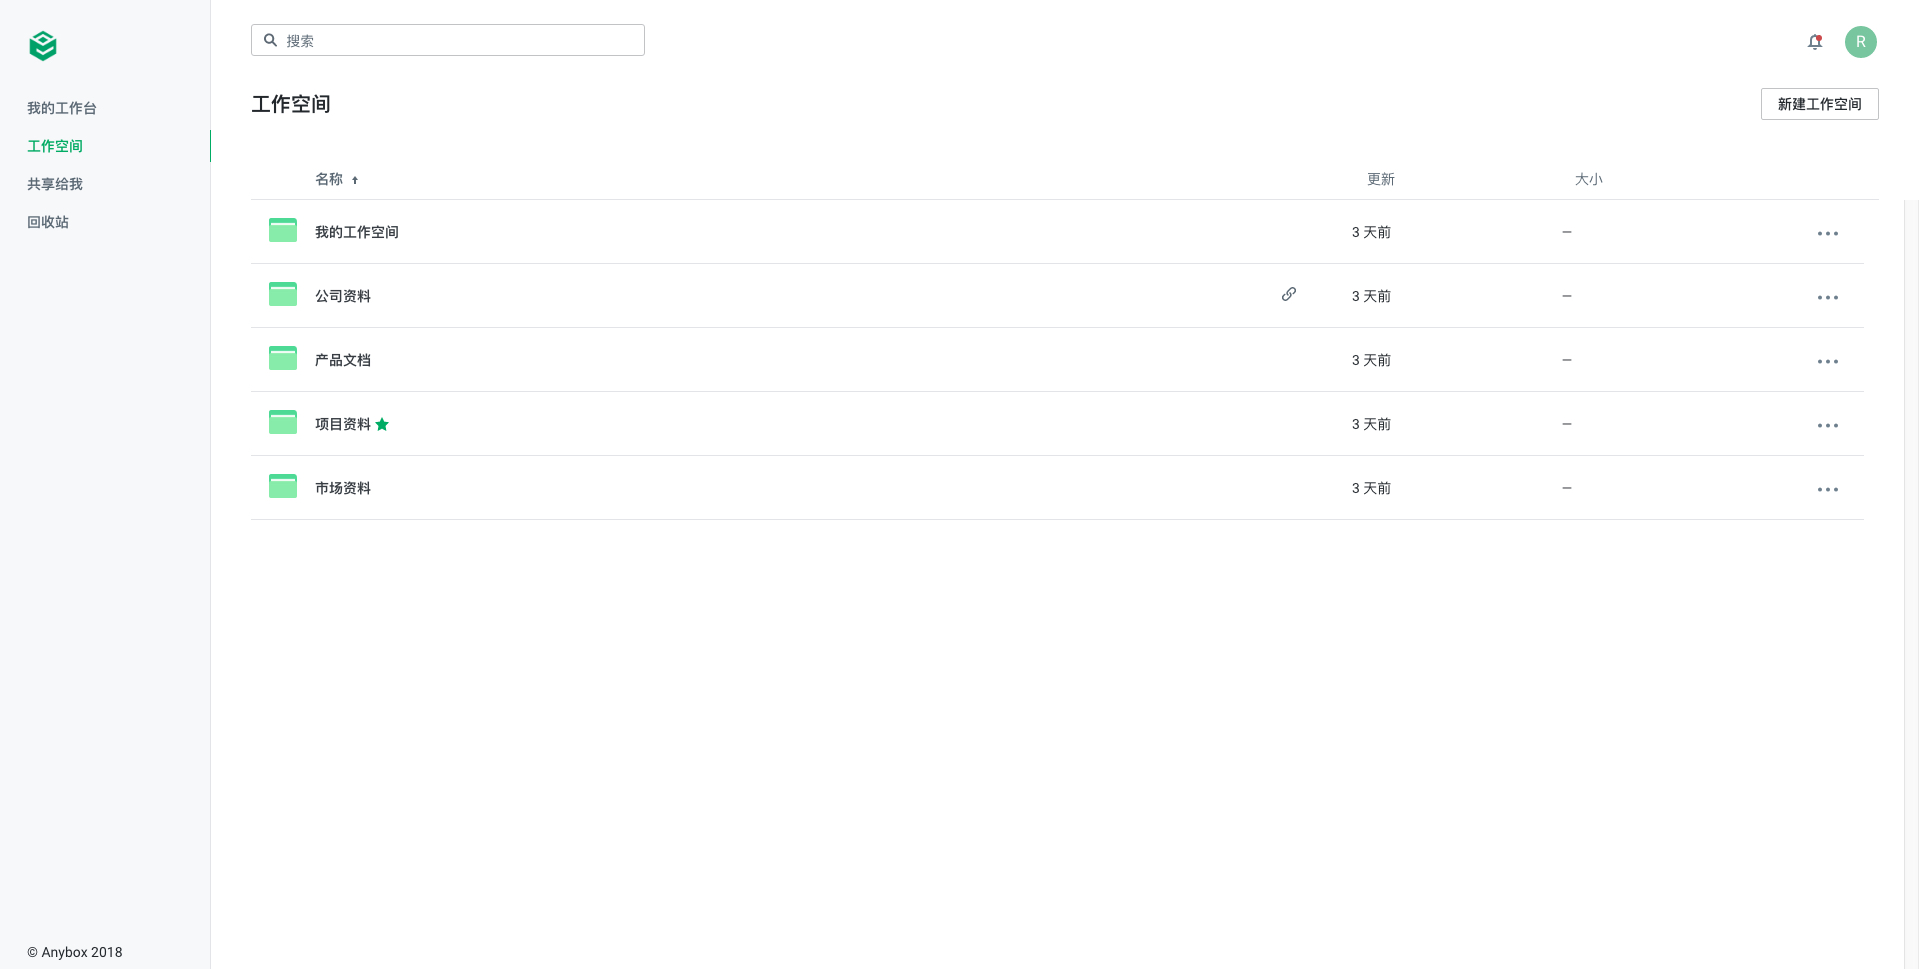 搜索
R
我的工作台
工作空间
共享给我
回收站
工作空间
新建工作空间
名称 更新 大小
我的工作空间 3 天前 –
公司资料 3 天前 –
产品文档 3 天前 –
项目资料 3 天前 –
市场资料 3 天前 –
© Anybox 2018